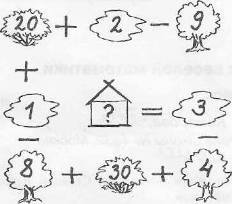 20 + 2 - 9
+
1 ? = 3
- -
8 + 30 + 4